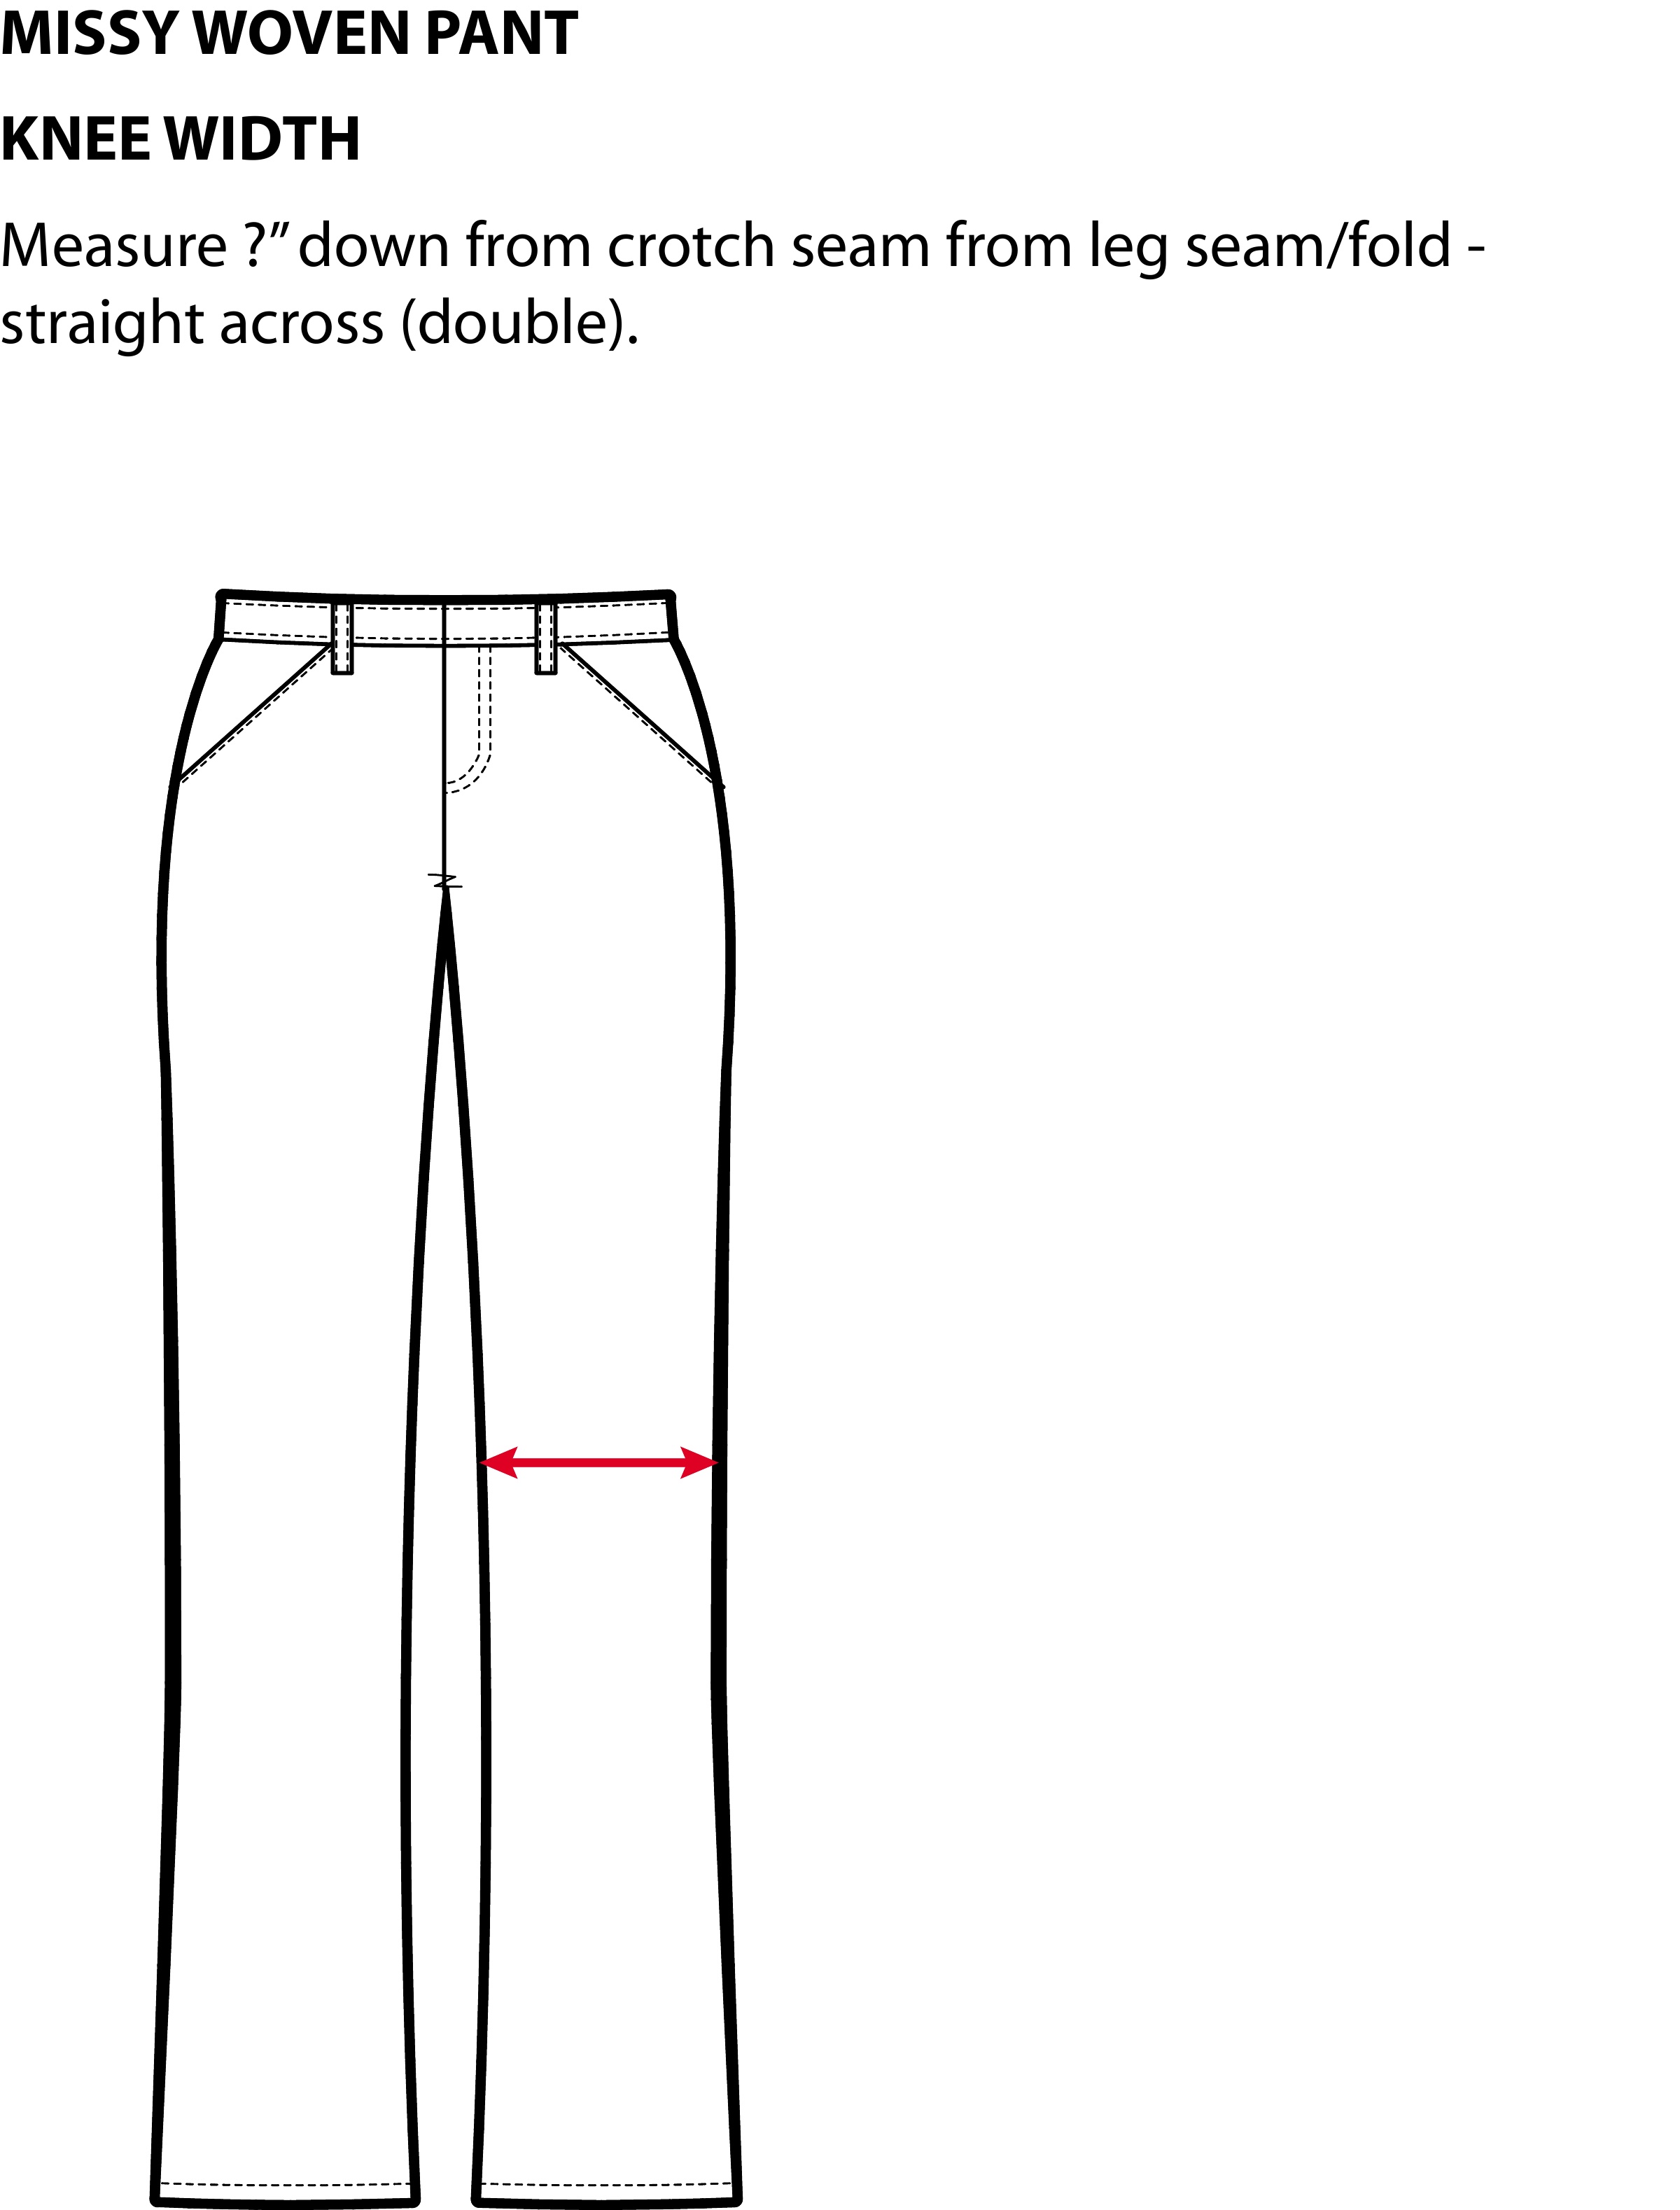 MISSY WOVEN PANT
KNEE WIDTH
Measure ?” down from crotch seam from leg seam/fold -
straight across (double).